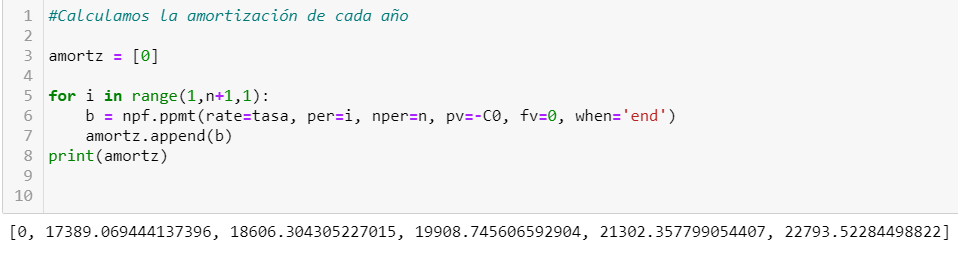 1 #Calculamos la amortización de cada año
2
3 amortz = [0]
4
5 for i in range(1,n+1,1):
6     b = npf.ppmt(rate=tasa, per=i, nper=n, pv=-C0, fv=0, when='end')
7     amortz.append(b)
8 print(amortz)
9
10
[0, 17389.069444137396, 18606.304305227015, 19908.745606592904, 21302.357799054407, 22793.52284498822]